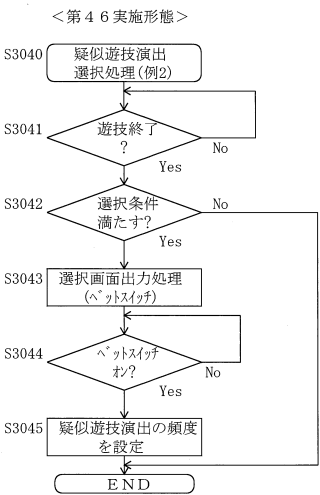 ＜第４６実施形態＞
S3040
疑似遊技演出
選択処理(例2)
S3041
遊技終了
?
No
Yes
S3042
選択条件
満たす?
No
Yes
S3043
選択画面出力処理
(ﾍﾞｯﾄｽｲｯﾁ)
S3044
ﾍﾞｯﾄｽｲｯﾁ
ｵﾝ?
No
Yes
S3045
疑似遊技演出の頻度
を設定
ＥＮＤ